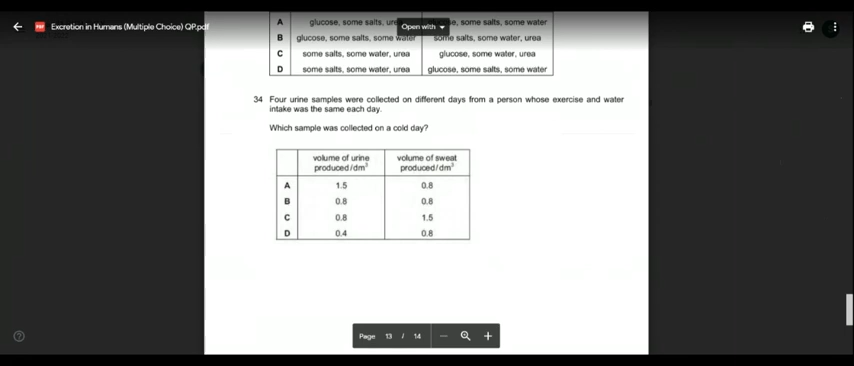 Excretion in Humans (Multiple Choice) QP.pdf
Open with
A glucose, some salts, some salts, some water
B glucose, some salts, some water some salts, some water, urea
C some salts, some water, urea glucose, some water, urea
D some salts, some water, urea glucose, some salts, some water
34 Four urine samples were collected on different days from a person whose exercise and water
intake was the same each day.
Which sample was collected on a cold day?
volume of urine volume of sweat
produced/dm³ produced/dm³
A 1.5 0.8
B 0.8 0.8
C 0.8 1.5
D 0.4 0.8
Page 13 / 14